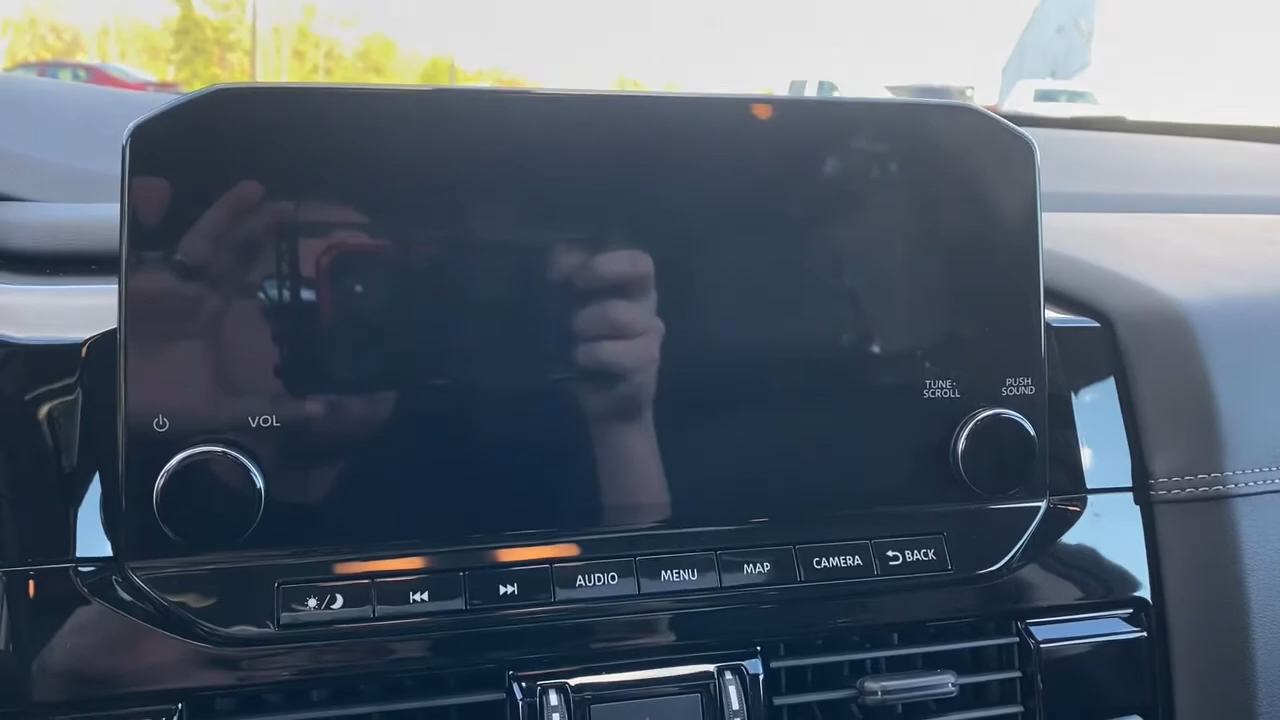 TUNE·
SCROLL
PUSH
SOUND
VOL
AUDIO
MENU
MAP
CAMERA
BACK